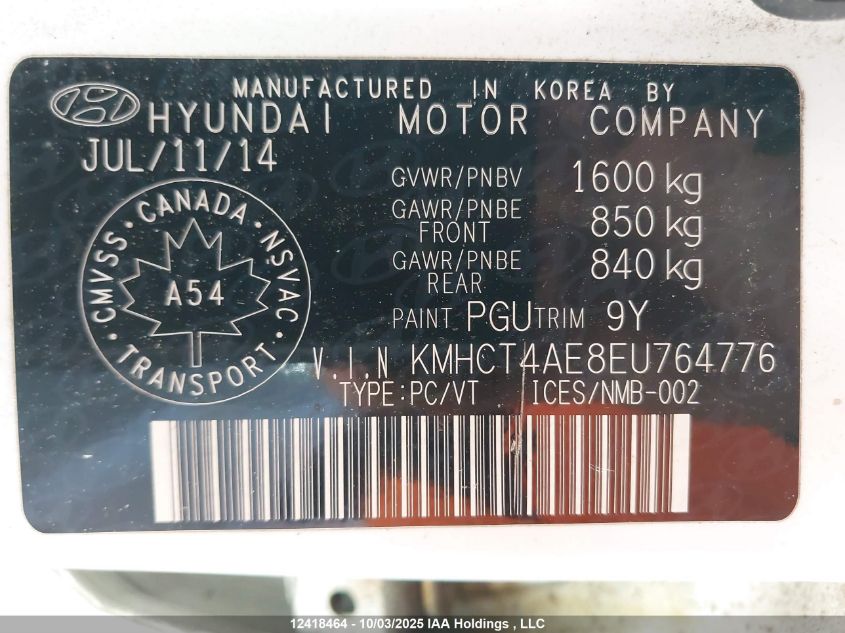 MANUFACTURED IN KOREA BY
HYUNDAI MOTOR COMPANY
JUL/11/14
GVWR/PNBV 1600 kg
GAWR/PNBE FRONT 850 kg
GAWR/PNBE REAR 840 kg
PAINT PGU TRIM 9Y
V.I.N KMHCT4AE8EU764776
TYPE:PC/VT ICES/NMB-002
CMVSS • CANADA • NSVAC
A54
TRANSPORT
12418464 - 10/03/2025 IAA Holdings , LLC